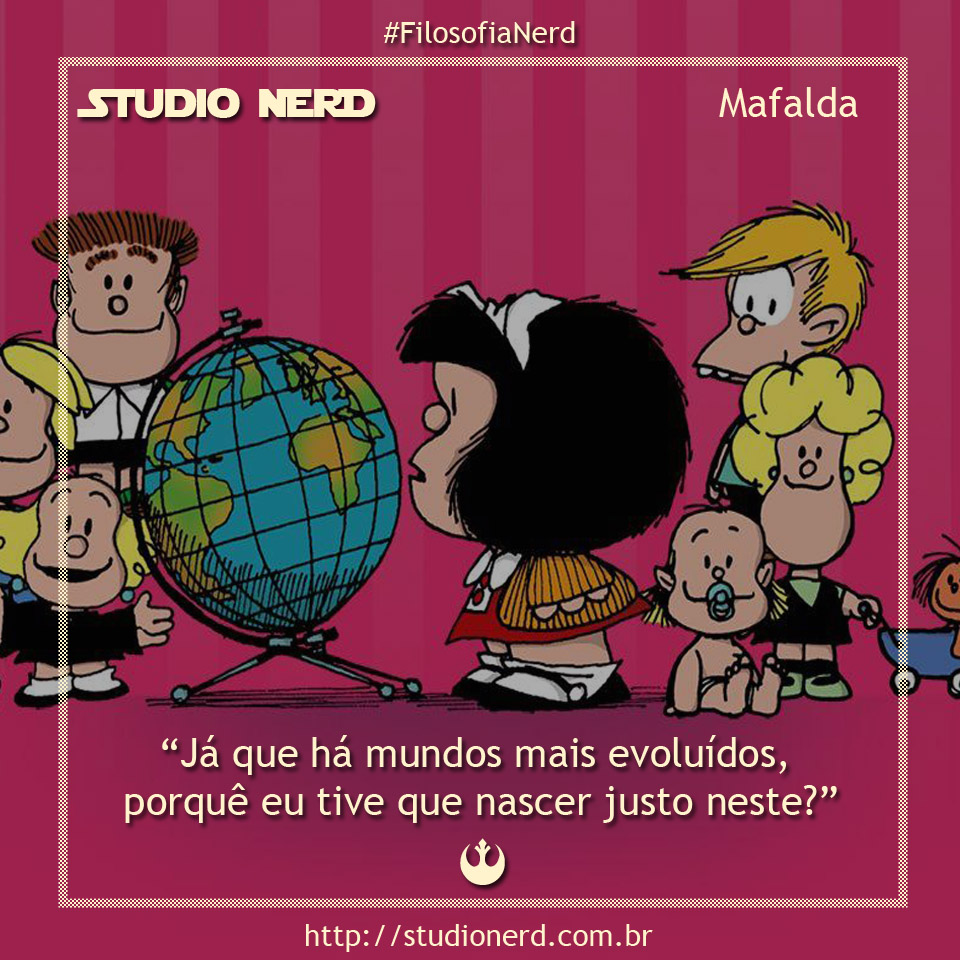 #FilosofiaNerd
STUDIO NERD
Mafalda
“Já que há mundos mais evoluídos,
porquê eu tive que nascer justo neste?”
http://studionerd.com.br